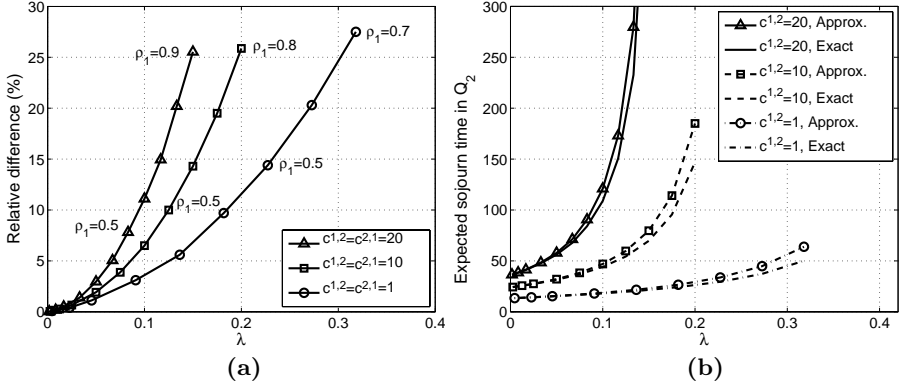 Relative difference (%)
30
25
20
15
10
5
0
0
0.1
0.2
0.3
0.4
λ
ρ₁=0.9
ρ₁=0.8
ρ₁=0.7
ρ₁=0.5
ρ₁=0.5
ρ₁=0.5
c¹,²=c²,¹=20
c¹,²=c²,¹=10
c¹,²=c²,¹=1
(a)
Expected sojourn time in Q₂
300
250
200
150
100
50
0
0
0.1
0.2
0.3
0.4
λ
c¹,²=20, Approx.
c¹,²=20, Exact
c¹,²=10, Approx.
c¹,²=10, Exact
c¹,²=1, Approx.
c¹,²=1, Exact
(b)